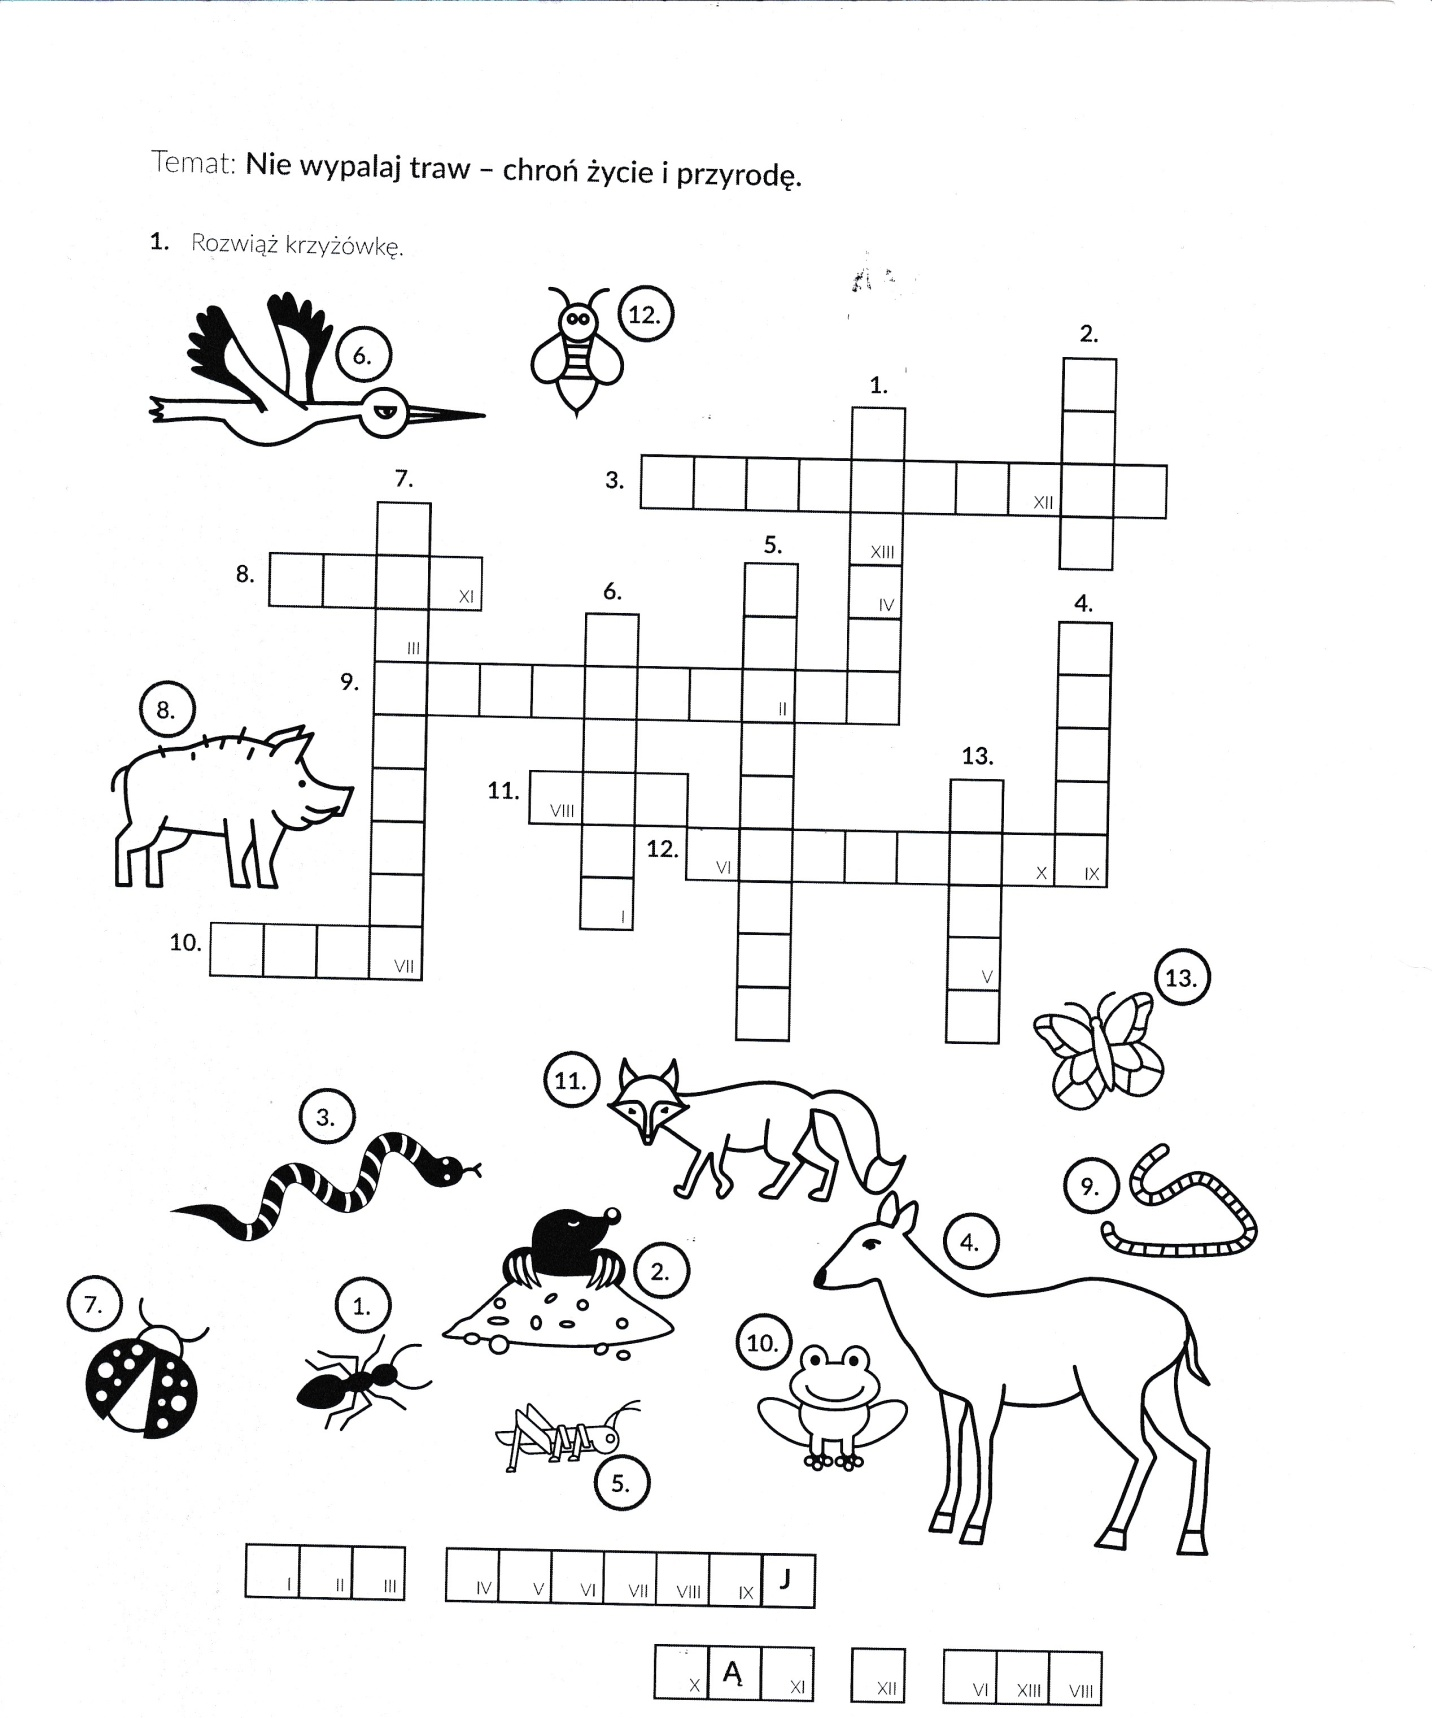 Temat: Nie wypalaj traw – chroń życie i przyrodę.
1. Rozwiąż krzyżówkę.
6.
12.
2.
1.
7.
3.
XII
5.
XIII
8.
XI
6.
IV
4.
III
9.
II
8.
13.
11.
VIII
12.
VI
X
IX
I
10.
VII
V
13.
11.
3.
9.
4.
2.
7.
1.
10.
5.
I II III IV V VI VII VIII IX J
X Ą XI XII VI XIII VIII